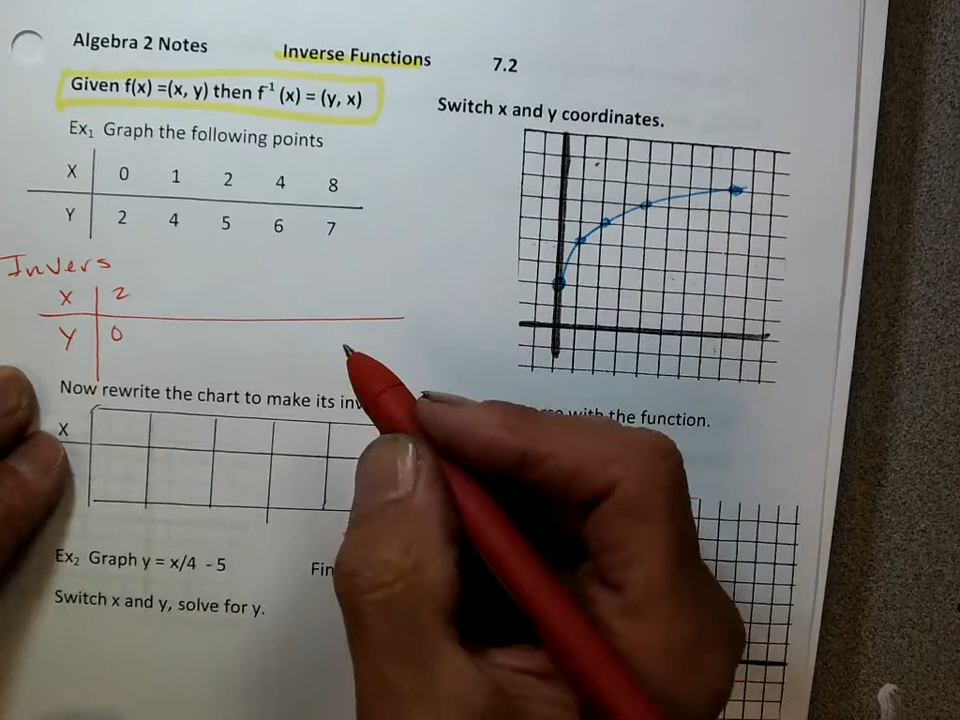 Algebra 2 Notes Inverse Functions 7.2
Given f(x) =(x, y) then f⁻¹ (x) = (y, x)
Switch x and y coordinates.
Ex₁ Graph the following points
X 0 1 2 4 8
Y 2 4 5 6 7
Invers
X 2
Y 0
Now rewrite the chart to make its with the function.
X
Ex₂ Graph y = x/4 - 5
Switch x and y, solve for y.